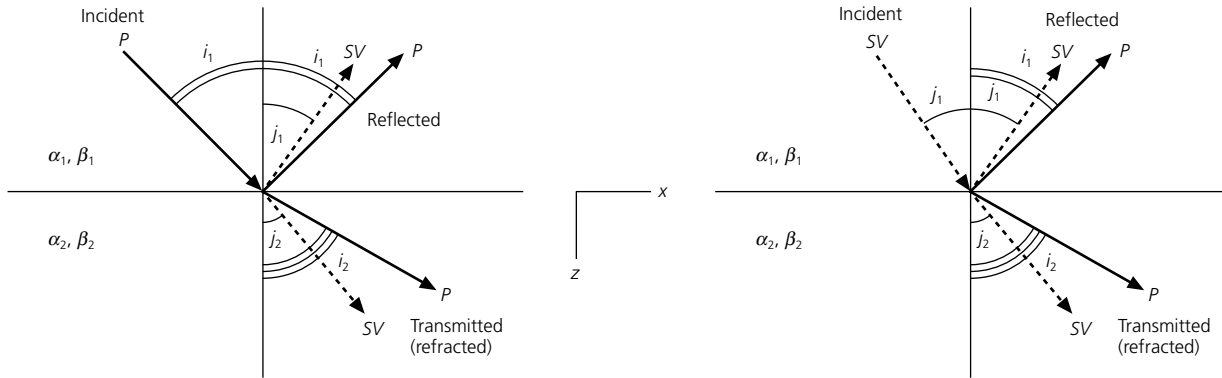 Incident
P
i₁
i₁
SV
P
j₁
Reflected
α₁, β₁
α₂, β₂
j₂
i₂
P
SV
Transmitted
(refracted)
x
z
Incident
SV
Reflected
j₁
j₁
i₁
SV
P
α₁, β₁
α₂, β₂
j₂
i₂
P
SV
Transmitted
(refracted)